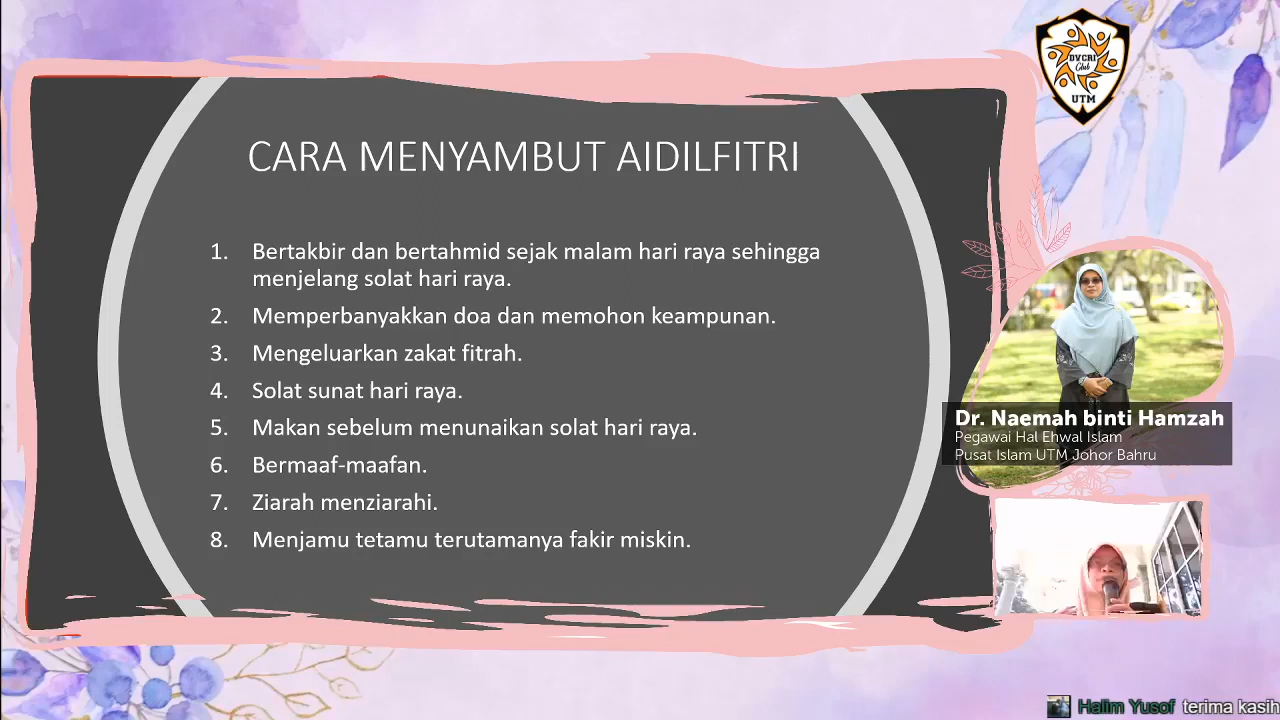 DVCRI
Club
UTM
CARA MENYAMBUT AIDILFITRI
1. Bertakbir dan bertahmid sejak malam hari raya sehingga
menjelang solat hari raya.
2. Memperbanyakkan doa dan memohon keampunan.
3. Mengeluarkan zakat fitrah.
4. Solat sunat hari raya.
5. Makan sebelum menunaikan solat hari raya.
6. Bermaaf-maafan.
7. Ziarah menziarahi.
8. Menjamu tetamu terutamanya fakir miskin.
Dr. Naemah binti Hamzah
Pegawai Hal Ehwal Islam
Pusat Islam UTM Johor Bahru
Halim Yusof terima kasih